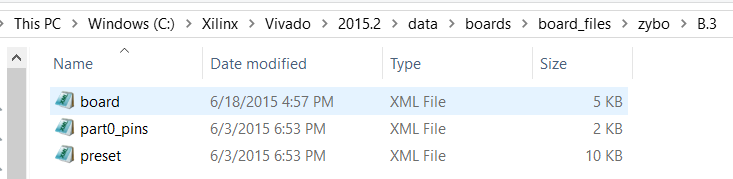 This PC > Windows (C:) > Xilinx > Vivado > 2015.2 > data > boards > board_files > zybo > B.3
Name Date modified Type Size
board 6/18/2015 4:57 PM XML File 5 KB
part0_pins 6/3/2015 6:53 PM XML File 2 KB
preset 6/3/2015 6:53 PM XML File 10 KB